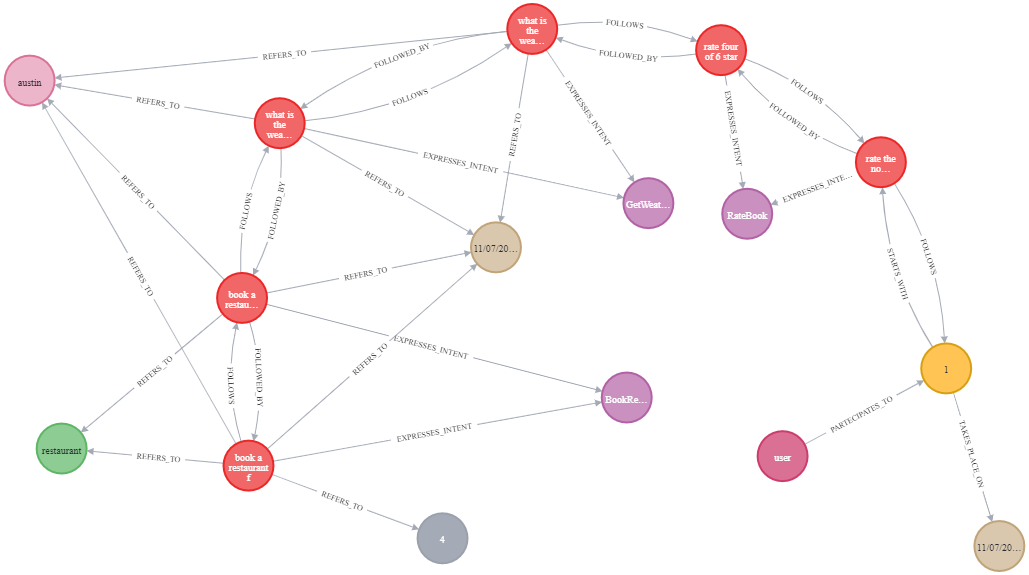 what is
the
wea…
FOLLOWS
rate four
of 6 star
FOLLOWED_BY
REFERS_TO
FOLLOWED_BY
austin
FOLLOWS
FOLLOWS
REFERS_TO
what is
the
wea…
EXPRESSES_INTENT
REFERS_TO
EXPRESSES_INTENT
FOLLOWED_BY
rate the
no…
EXPRESSES_INTENT
REFERS_TO
EXPRESSES_INTE…
REFERS_TO
FOLLOWS
FOLLOWED_BY
GetWeat…
RateBook
11/07/20…
REFERS_TO
REFERS_TO
FOLLOWS
STARTS_WITH
book a
restau…
EXPRESSES_INTENT
REFERS_TO
REFERS_TO
FOLLOWS
FOLLOWED_BY
1
BookRe…
PARTECIPATES_TO
EXPRESSES_INTENT
restaurant
REFERS_TO
book a
restaurant
f
user
TAKES_PLACE_ON
REFERS_TO
4
11/07/20…